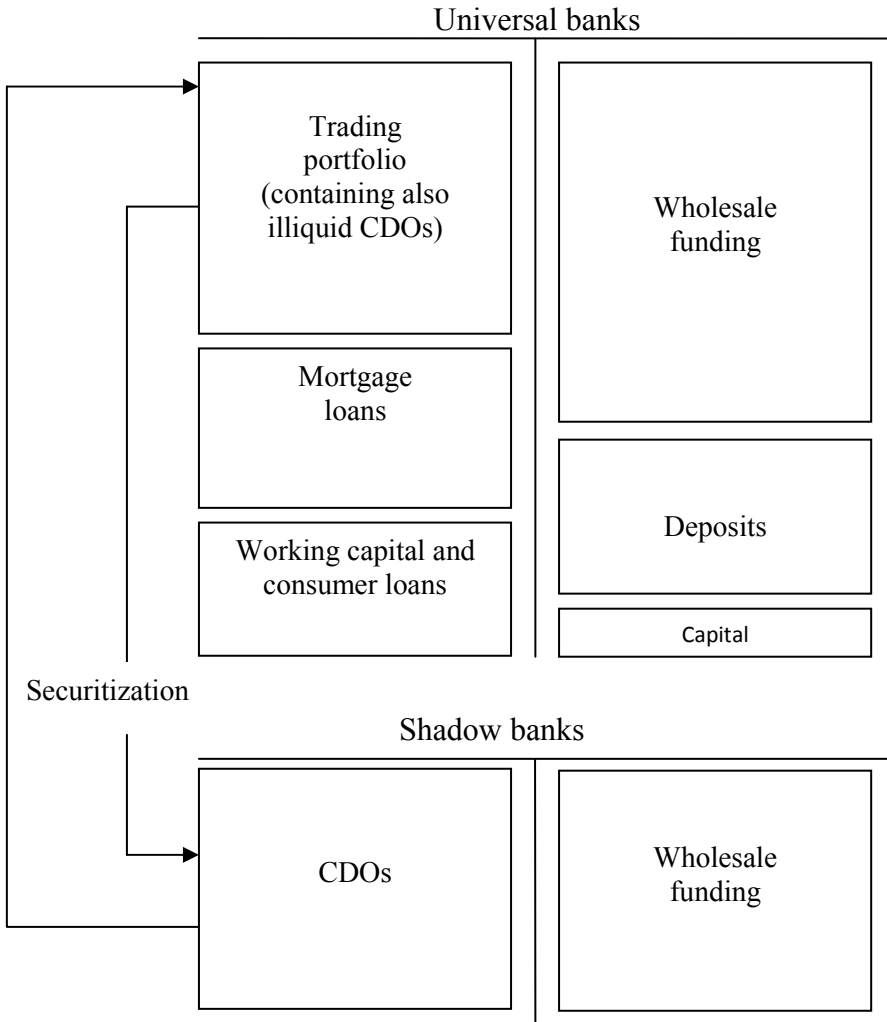 Universal banks
Trading
portfolio
(containing also
illiquid CDOs)
Wholesale
funding
Mortgage
loans
Deposits
Working capital and
consumer loans
Capital
Securitization
Shadow banks
CDOs
Wholesale
funding